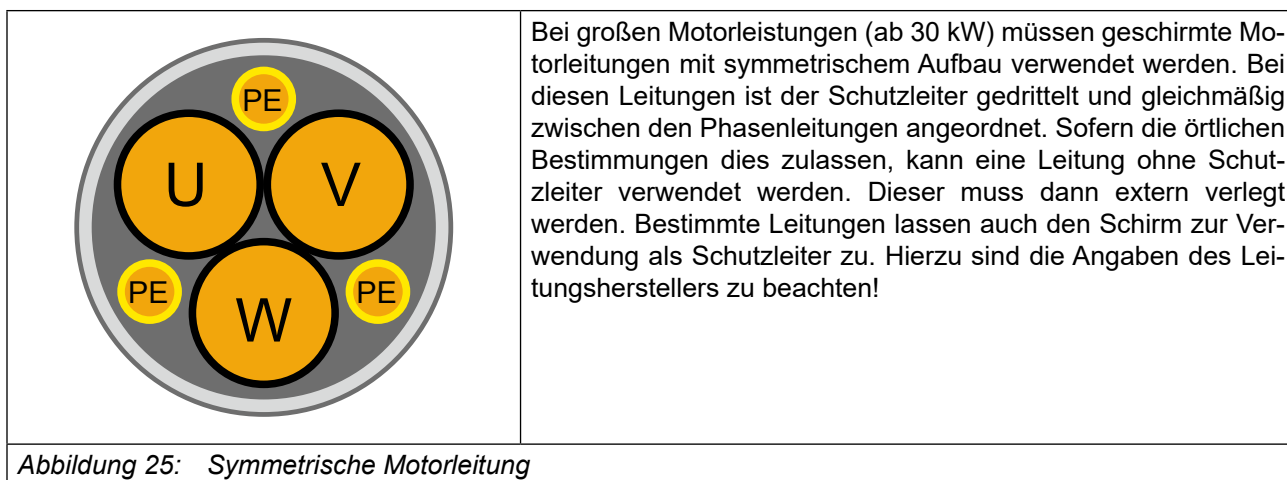 PE
U V
PE PE
W
Bei großen Motorleistungen (ab 30 kW) müssen geschirmte Mo-
torleitungen mit symmetrischem Aufbau verwendet werden. Bei
diesen Leitungen ist der Schutzleiter gedrittelt und gleichmäßig
zwischen den Phasenleitungen angeordnet. Sofern die örtlichen
Bestimmungen dies zulassen, kann eine Leitung ohne Schut-
zleiter verwendet werden. Dieser muss dann extern verlegt
werden. Bestimmte Leitungen lassen auch den Schirm zur Ver-
wendung als Schutzleiter zu. Hierzu sind die Angaben des Lei-
tungsherstellers zu beachten!
Abbildung 25: Symmetrische Motorleitung